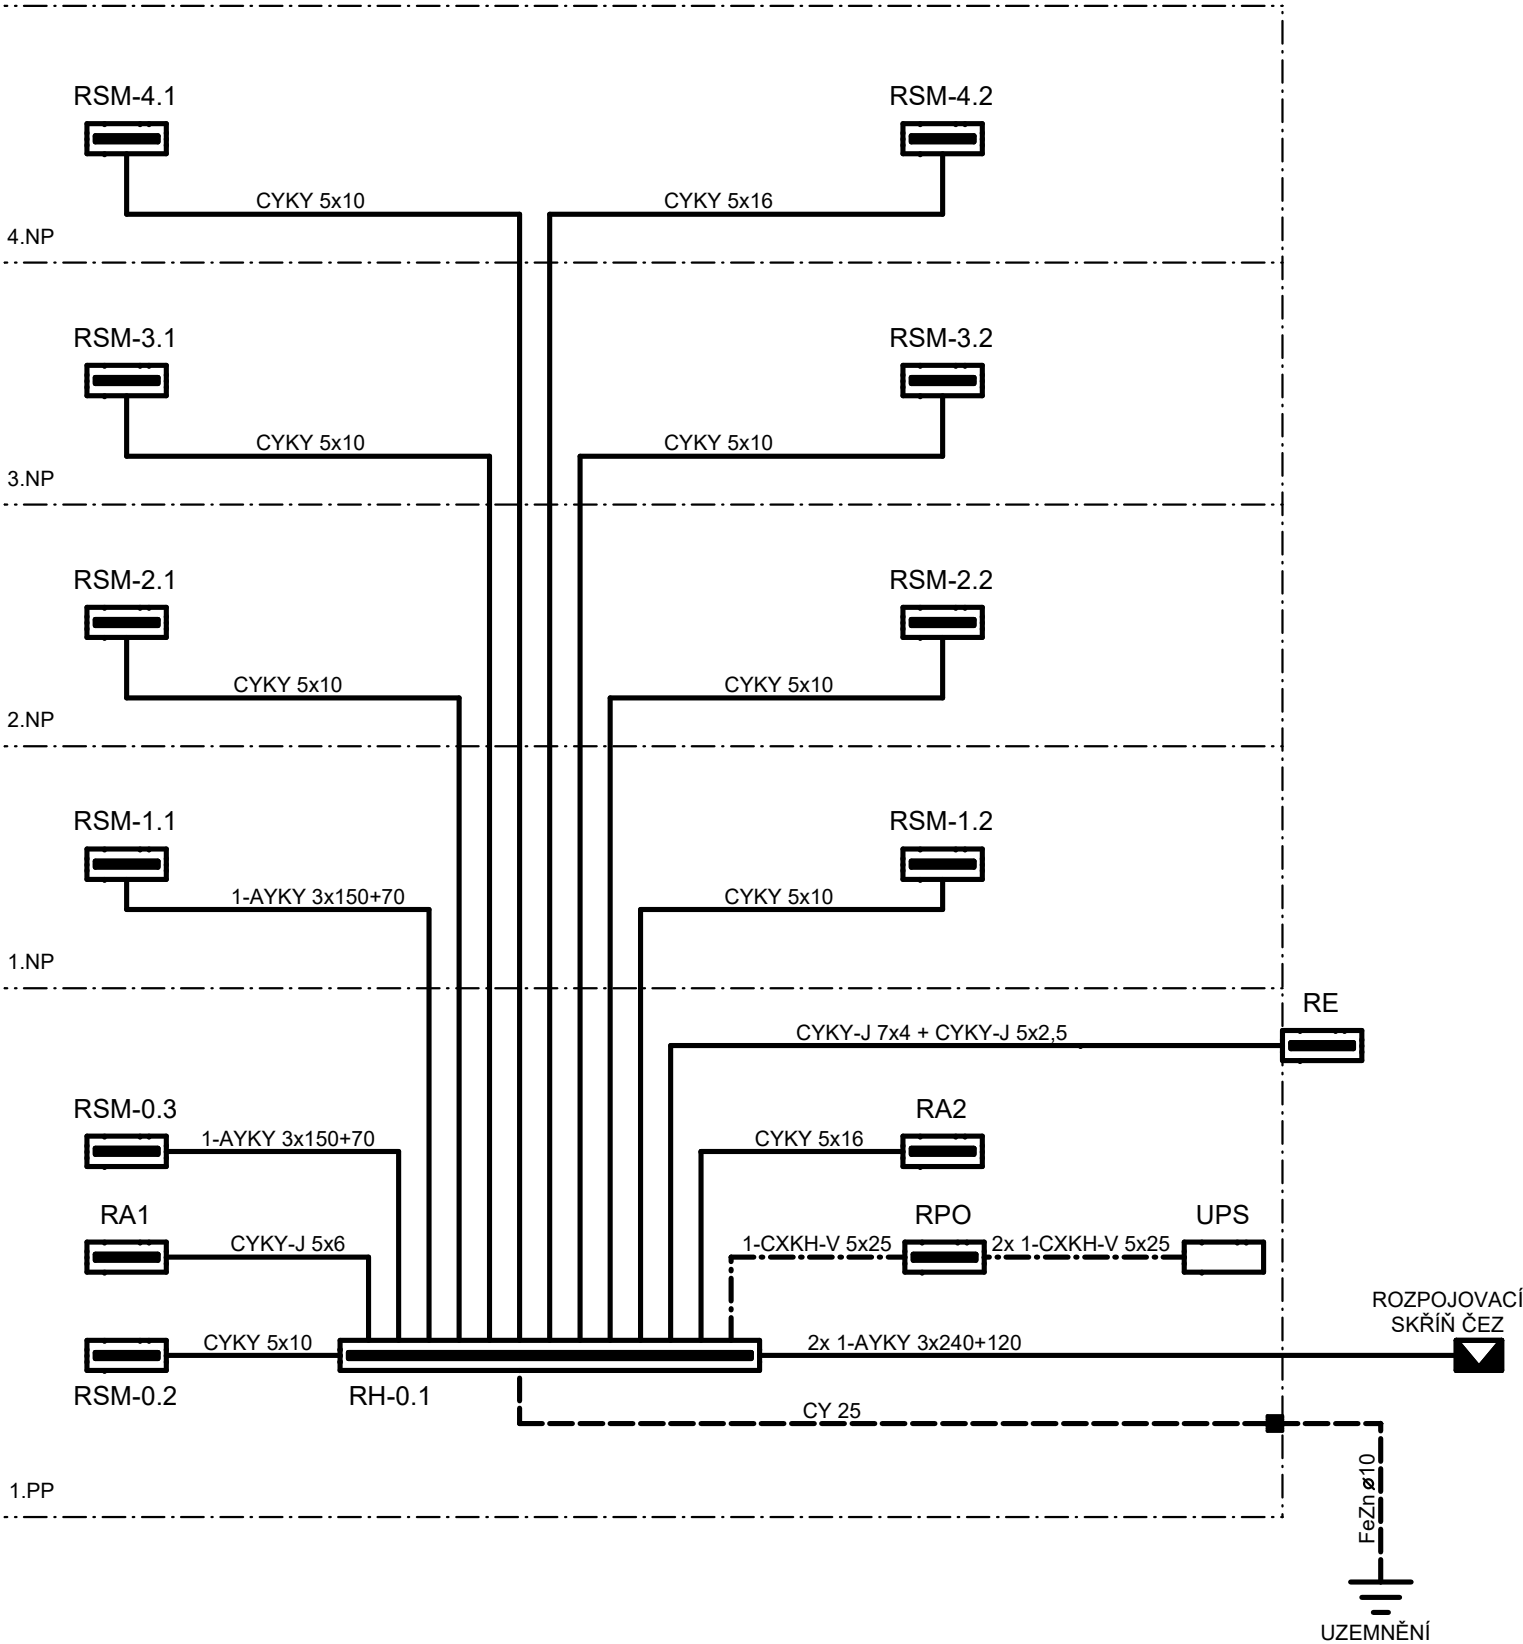 RSM-4.1
RSM-4.2
CYKY 5x10
CYKY 5x16
4.NP
RSM-3.1
RSM-3.2
CYKY 5x10
CYKY 5x10
3.NP
RSM-2.1
RSM-2.2
CYKY 5x10
CYKY 5x10
2.NP
RSM-1.1
RSM-1.2
1-AYKY 3x150+70
CYKY 5x10
1.NP
RE
CYKY-J 7x4 + CYKY-J 5x2,5
RSM-0.3
RA2
1-AYKY 3x150+70
CYKY 5x16
RA1
RPO
UPS
CYKY-J 5x6
1-CXKH-V 5x25
2x 1-CXKH-V 5x25
ROZPOJOVACÍ
SKŘÍŇ ČEZ
CYKY 5x10
2x 1-AYKY 3x240+120
RSM-0.2
RH-0.1
CY 25
1.PP
FeZn ø10
UZEMNĚNÍ